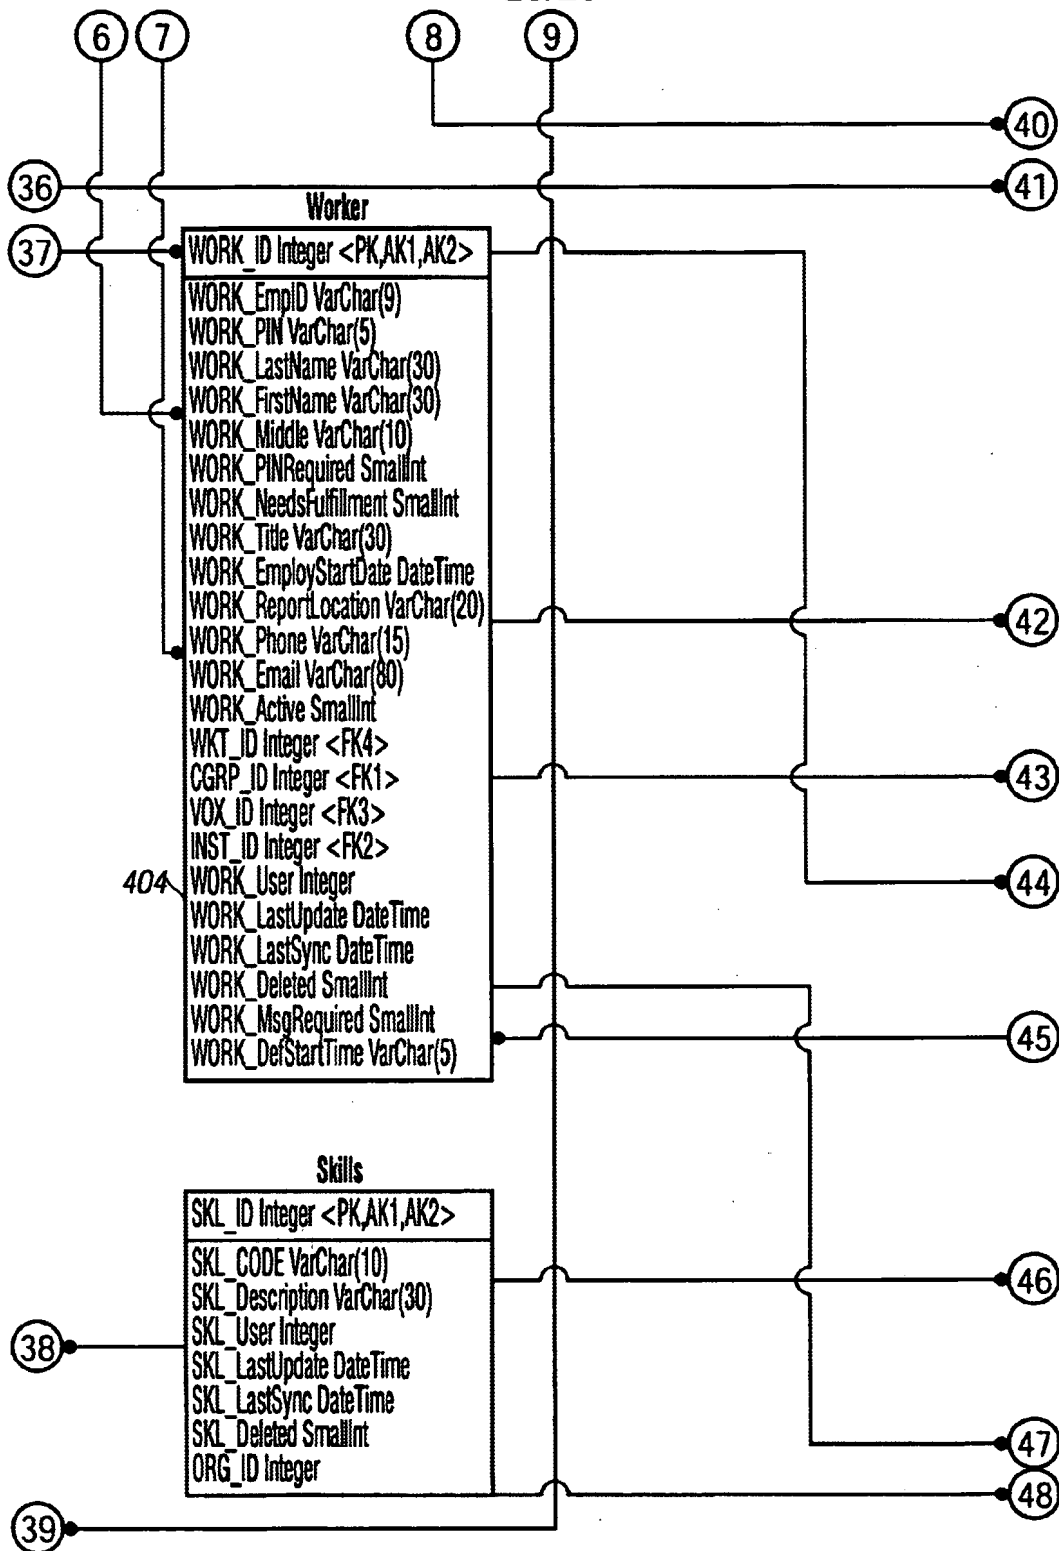 6 7 8 9
40
36
41
Worker
37
WORK_ID Integer <PK,AK1,AK2>
WORK_EmpID VarChar(9)
WORK_PIN VarChar(5)
WORK_LastName VarChar(30)
WORK_FirstName VarChar(30)
WORK_Middle VarChar(10)
WORK_PINRequired SmallInt
WORK_NeedsFulfillment SmallInt
WORK_Title VarChar(30)
WORK_EmployStartDate DateTime
WORK_ReportLocation VarChar(20)
42
WORK_Phone VarChar(15)
WORK_Email VarChar(80)
WORK_Active SmallInt
WKT_ID Integer <FK4>
CGRP_ID Integer <FK1>
43
VOX_ID Integer <FK3>
INST_ID Integer <FK2>
404
WORK_User Integer
44
WORK_LastUpdate DateTime
WORK_LastSync DateTime
WORK_Deleted SmallInt
WORK_MsgRequired SmallInt
45
WORK_DefStartTime VarChar(5)
Skills
SKL_ID Integer <PK,AK1,AK2>
SKL_CODE VarChar(10)
46
SKL_Description VarChar(30)
SKL_User Integer
38
SKL_LastUpdate DateTime
SKL_LastSync DateTime
SKL_Deleted SmallInt
47
ORG_ID Integer
48
39